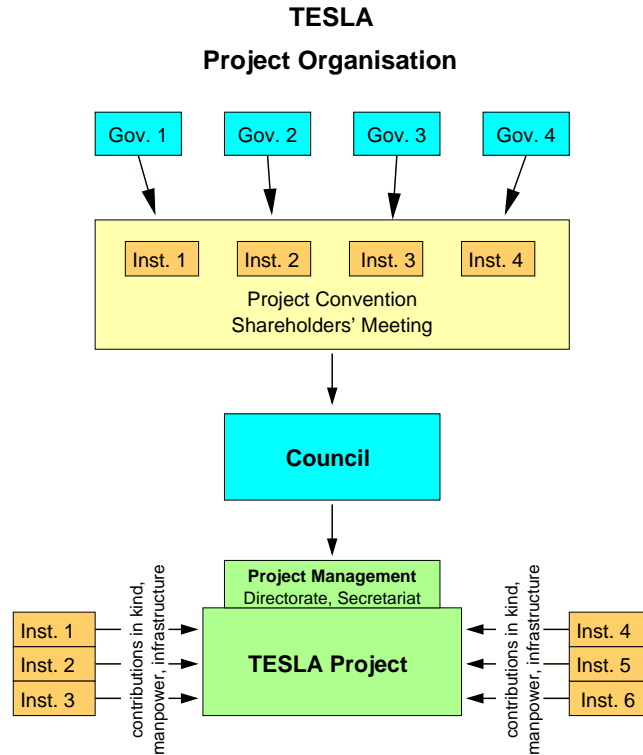 TESLA
Project Organisation
Gov. 1
Gov. 2
Gov. 3
Gov. 4
Inst. 1
Inst. 2
Inst. 3
Inst. 4
Project Convention
Shareholders' Meeting
Council
Project Management
Directorate, Secretariat
TESLA Project
Inst. 1
Inst. 2
Inst. 3
contributions in kind,
manpower, infrastructure
contributions in kind,
manpower, infrastructure
Inst. 4
Inst. 5
Inst. 6